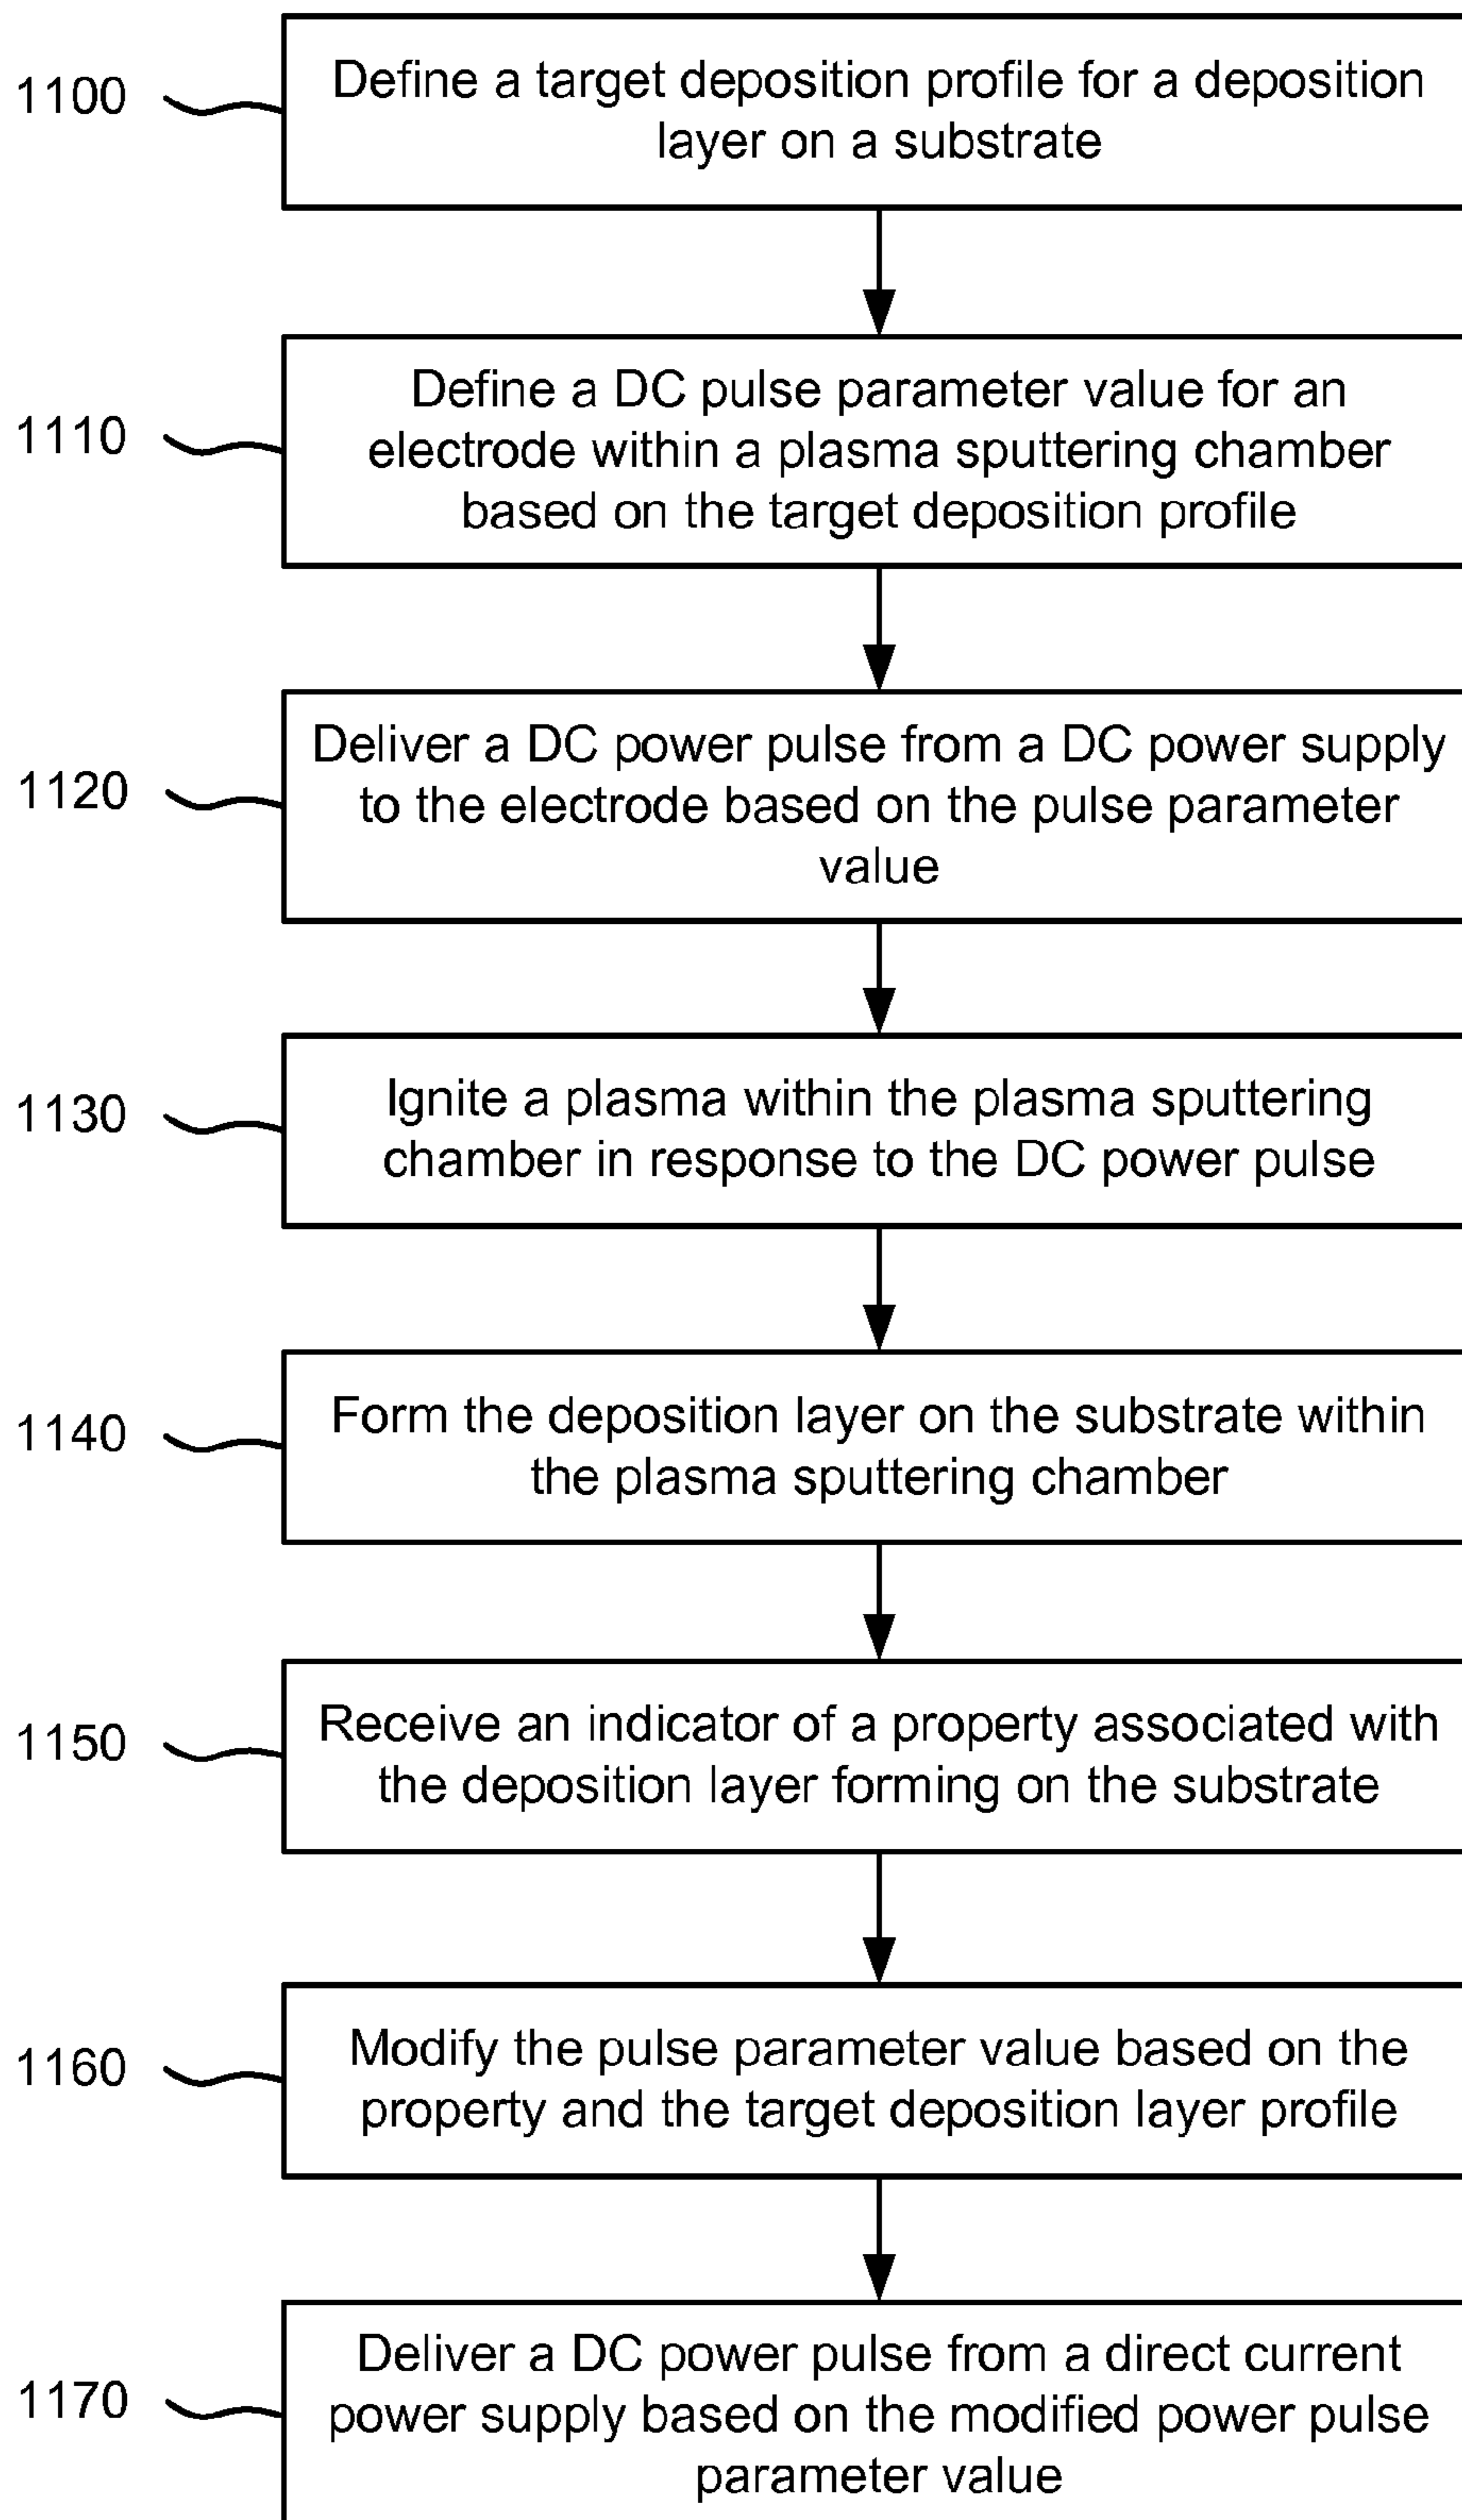 1100
Define a target deposition profile for a deposition
layer on a substrate
1110
Define a DC pulse parameter value for an
electrode within a plasma sputtering chamber
based on the target deposition profile
1120
Deliver a DC power pulse from a DC power supply
to the electrode based on the pulse parameter
value
1130
Ignite a plasma within the plasma sputtering
chamber in response to the DC power pulse
1140
Form the deposition layer on the substrate within
the plasma sputtering chamber
1150
Receive an indicator of a property associated with
the deposition layer forming on the substrate
1160
Modify the pulse parameter value based on the
property and the target deposition layer profile
1170
Deliver a DC power pulse from a direct current
power supply based on the modified power pulse
parameter value